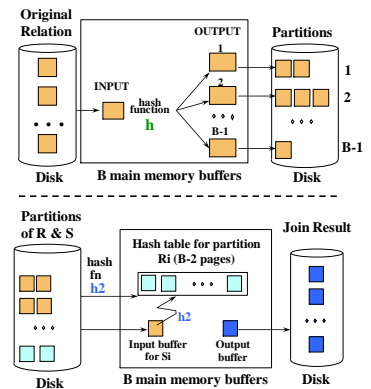 Original
Relation
OUTPUT
Partitions
1
INPUT
2
hash
function
h
B-1
1
2
B-1
Disk
B main memory buffers
Disk
Partitions
of R & S
Join Result
hash
fn
h2
Hash table for partition
Ri (B-2 pages)
h2
Input buffer
for Si
Output
buffer
Disk
B main memory buffers
Disk